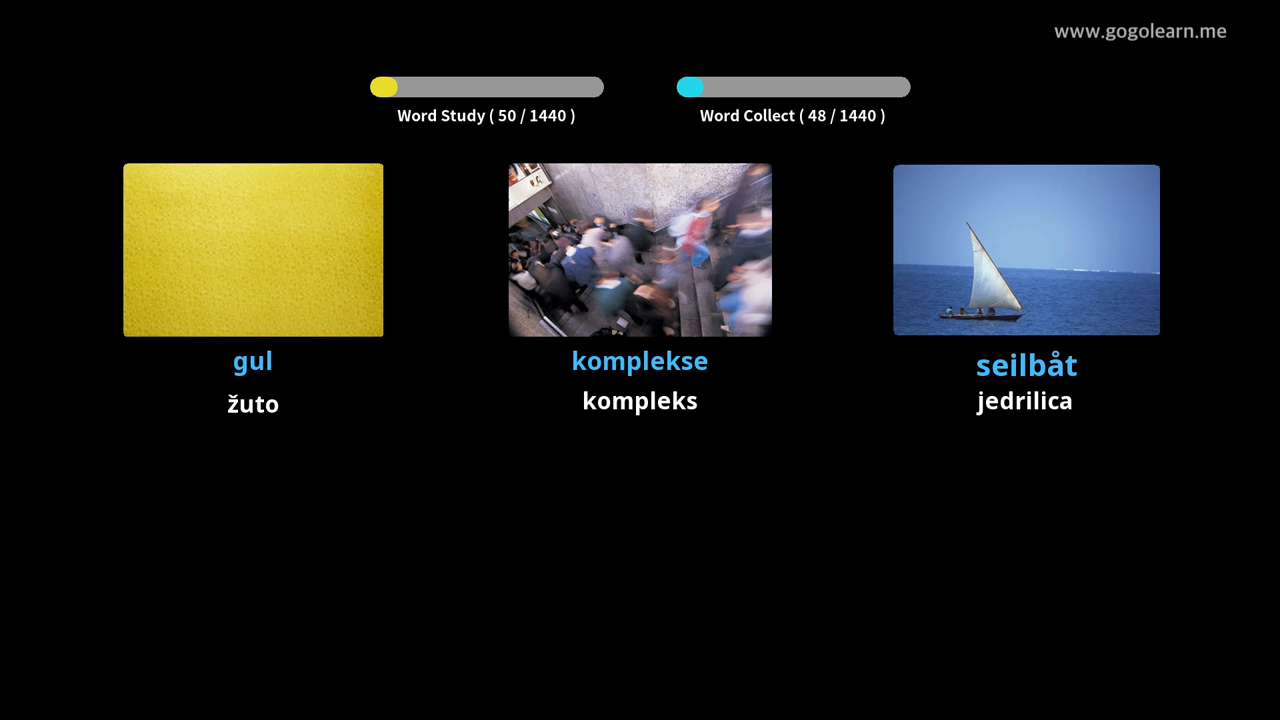 www.gogolearn.me
Word Study ( 50 / 1440 )
Word Collect ( 48 / 1440 )
gul
žuto
komplekse
kompleks
seilbåt
jedrilica